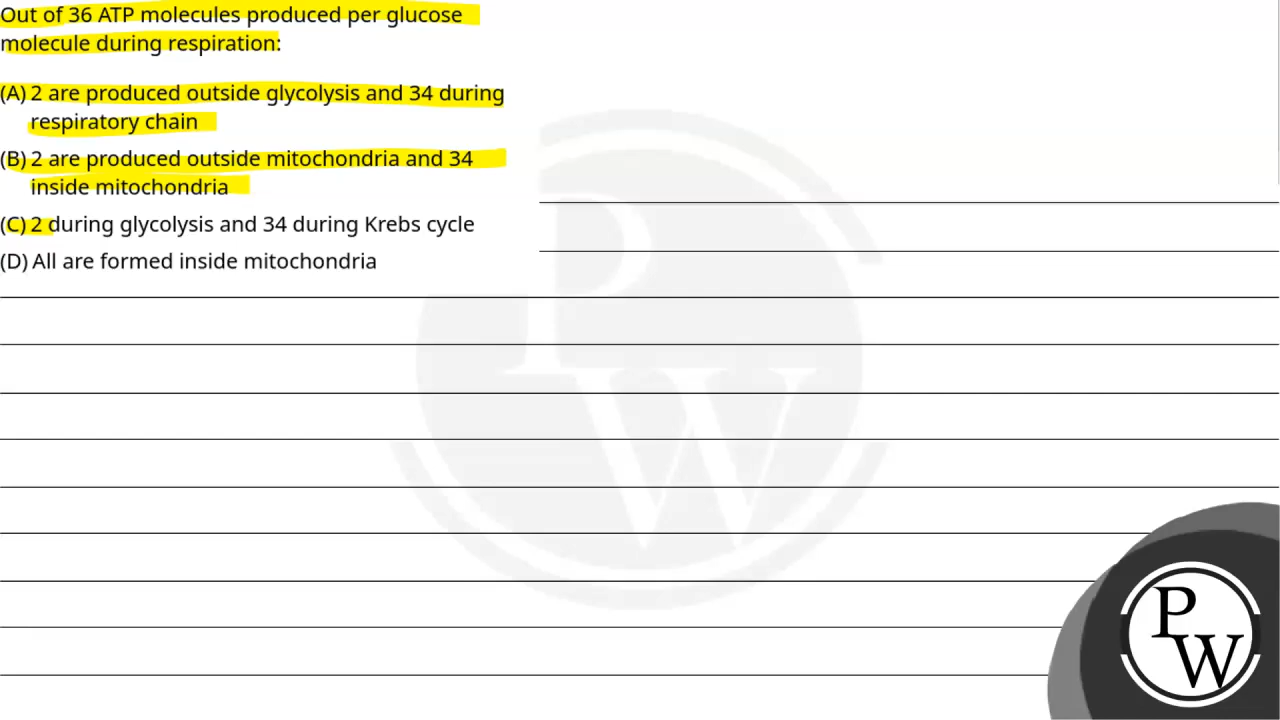 Out of 36 ATP molecules produced per glucose
molecule during respiration:
(A) 2 are produced outside glycolysis and 34 during
respiratory chain
(B) 2 are produced outside mitochondria and 34
inside mitochondria
(C) 2 during glycolysis and 34 during Krebs cycle
(D) All are formed inside mitochondria
P
W
P
W